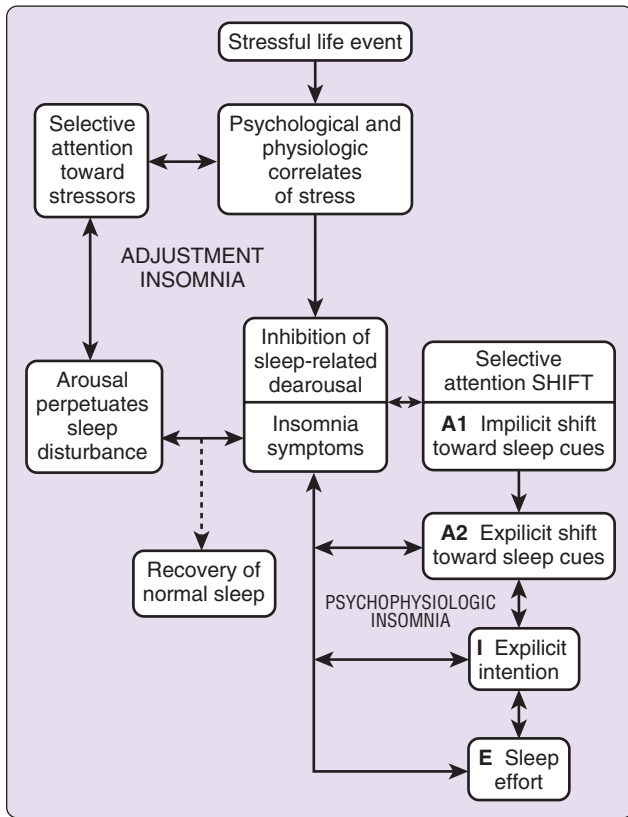 Stressful life event
Selective
attention
toward
stressors
Psychological and
physiologic
correlates
of stress
ADJUSTMENT
INSOMNIA
Inhibition of
sleep-related
dearousal
Selective
attention SHIFT
Arousal
perpetuates
sleep
disturbance
Insomnia
symptoms
A1 Impilicit shift
toward sleep cues
A2 Expilicit shift
toward sleep cues
Recovery of
normal sleep
PSYCHOPHYSIOLOGIC
INSOMNIA
I Expilicit
intention
E Sleep
effort